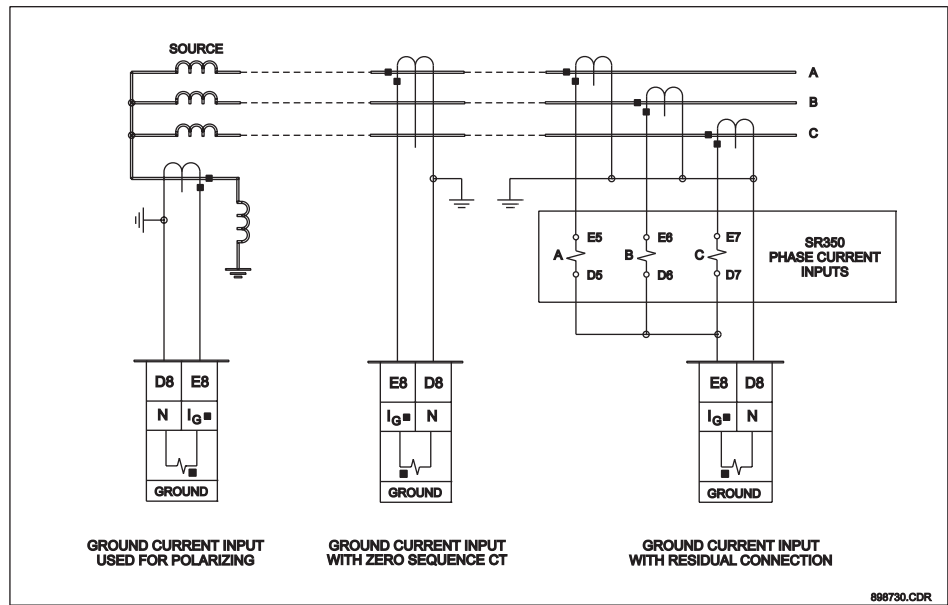 SOURCE
A
B
C
E5
E6
E7
A
B
C
D5
D6
D7
SR350
PHASE CURRENT
INPUTS
D8 E8
N IG
GROUND
E8 D8
IG N
GROUND
E8 D8
IG N
GROUND
GROUND CURRENT INPUT
USED FOR POLARIZING
GROUND CURRENT INPUT
WITH ZERO SEQUENCE CT
GROUND CURRENT INPUT
WITH RESIDUAL CONNECTION
898730.CDR